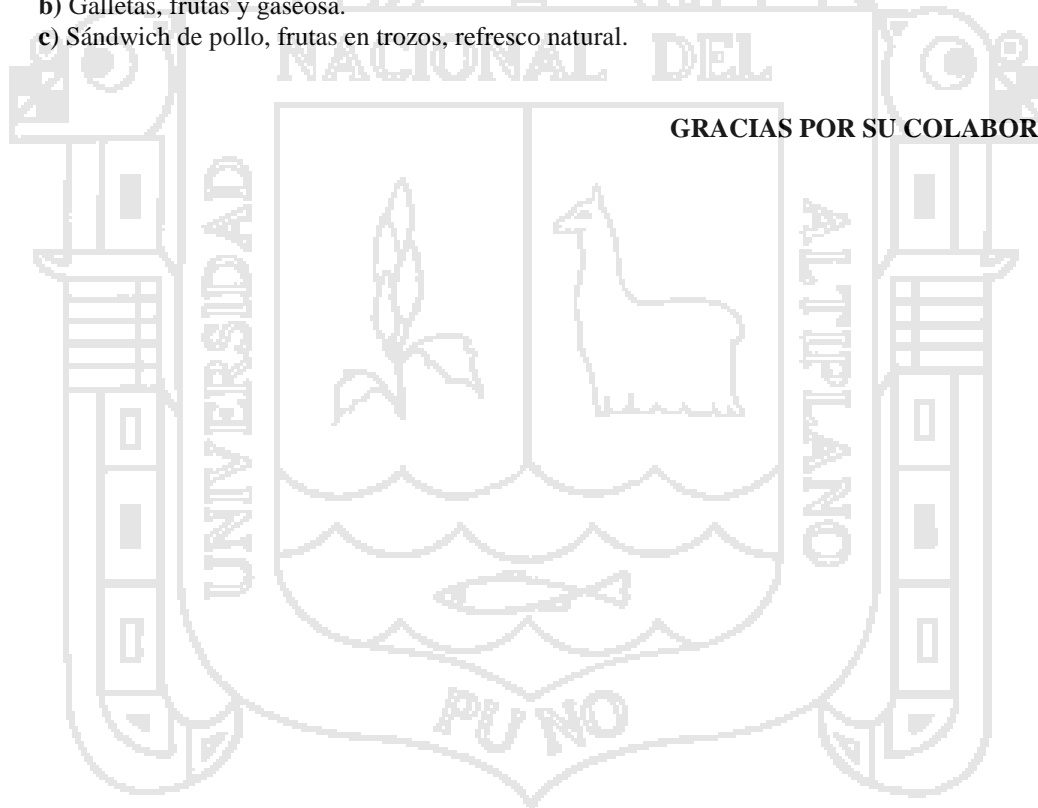 b) Galletas, frutas y gaseosa.
c) Sándwich de pollo, frutas en trozos, refresco natural.
NACIONAL DEL
GRACIAS POR SU COLABOR
UNIVERSIDAD
ALTIPLANO
PUNO